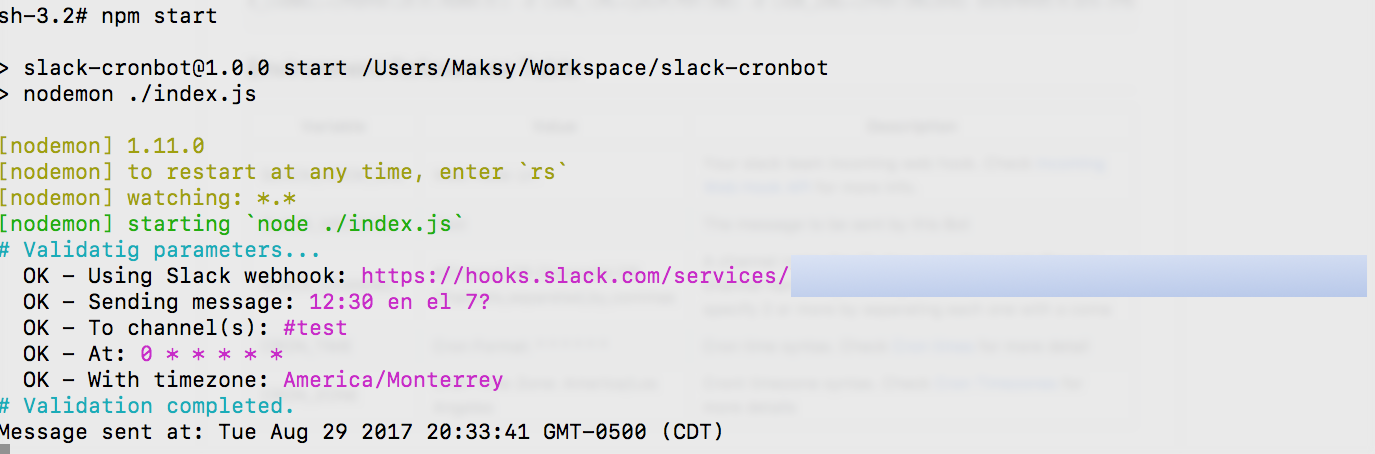 sh-3.2# npm start
> slack-cronbot@1.0.0 start /Users/Maksy/Workspace/slack-cronbot
> nodemon ./index.js
[nodemon] 1.11.0
[nodemon] to restart at any time, enter `rs`
[nodemon] watching: *.*
[nodemon] starting `node ./index.js`
# Validatig parameters...
OK - Using Slack webhook: https://hooks.slack.com/services/
OK - Sending message: 12:30 en el 7?
OK - To channel(s): #test
OK - At: 0 * * * * *
OK - With timezone: America/Monterrey
# Validation completed.
Message sent at: Tue Aug 29 2017 20:33:41 GMT-0500 (CDT)